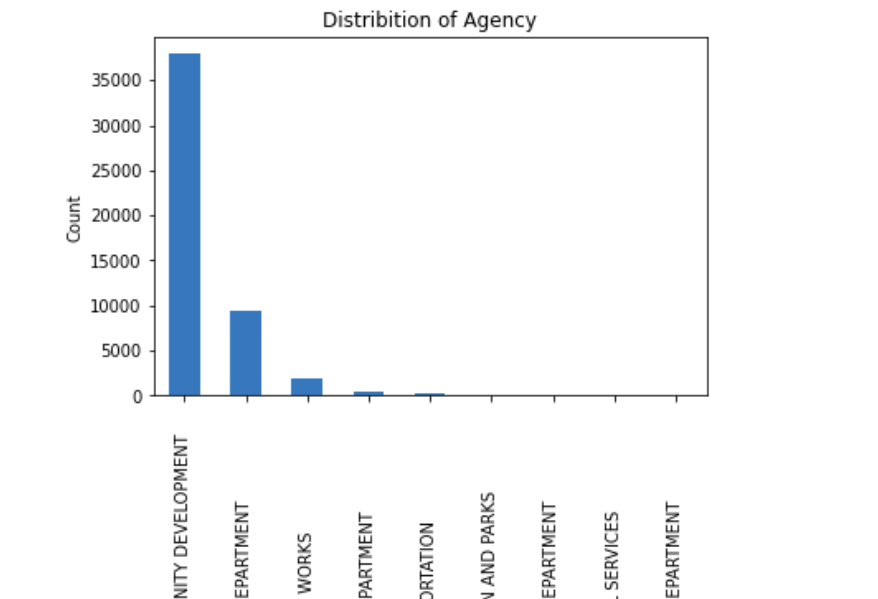 Distribition of Agency
Count
35000
30000
25000
20000
15000
10000
5000
0
NITY DEVELOPMENT
EPARTMENT
WORKS
PARTMENT
ORTATION
N AND PARKS
EPARTMENT
. SERVICES
EPARTMENT